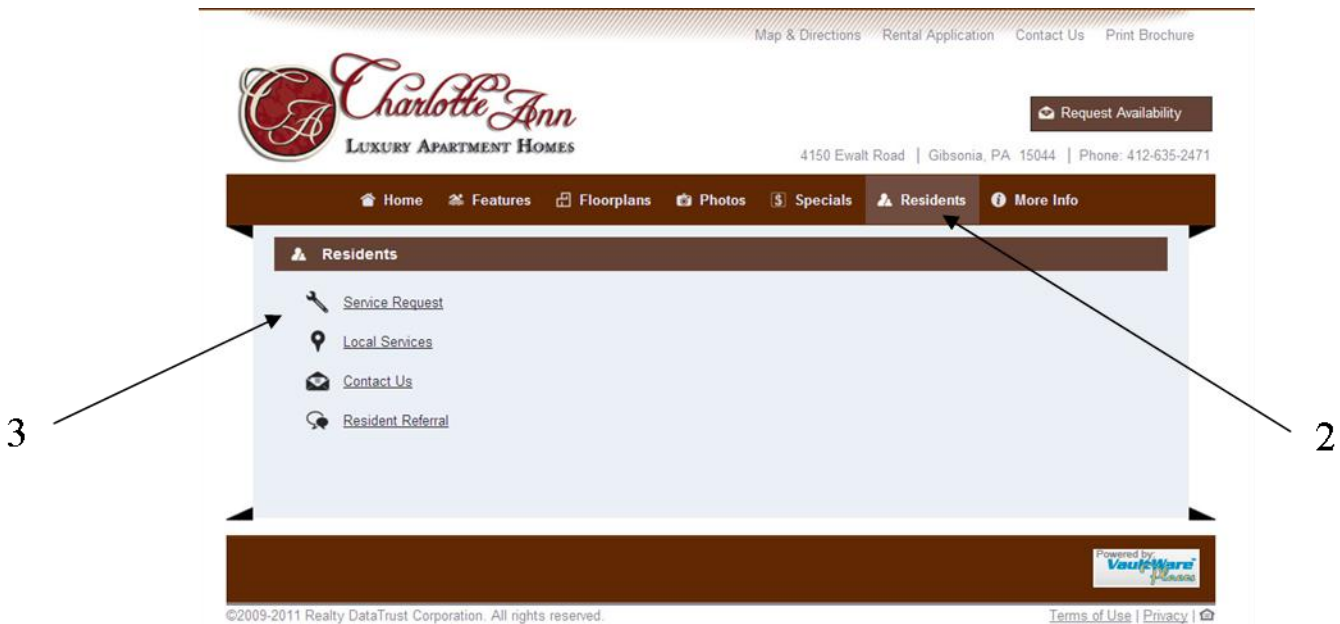 Map & Directions Rental Application Contact Us Print Brochure
CA
Charlotte Ann
LUXURY APARTMENT HOMES
Request Availability
4150 Ewalt Road | Gibsonia, PA 15044 | Phone: 412-635-2471
Home Features Floorplans Photos $ Specials Residents More Info
Residents
Service Request
Local Services
Contact Us
Resident Referral
3
2
Powered by:
VaultWare
Places
©2009-2011 Realty DataTrust Corporation. All rights reserved. Terms of Use | Privacy |